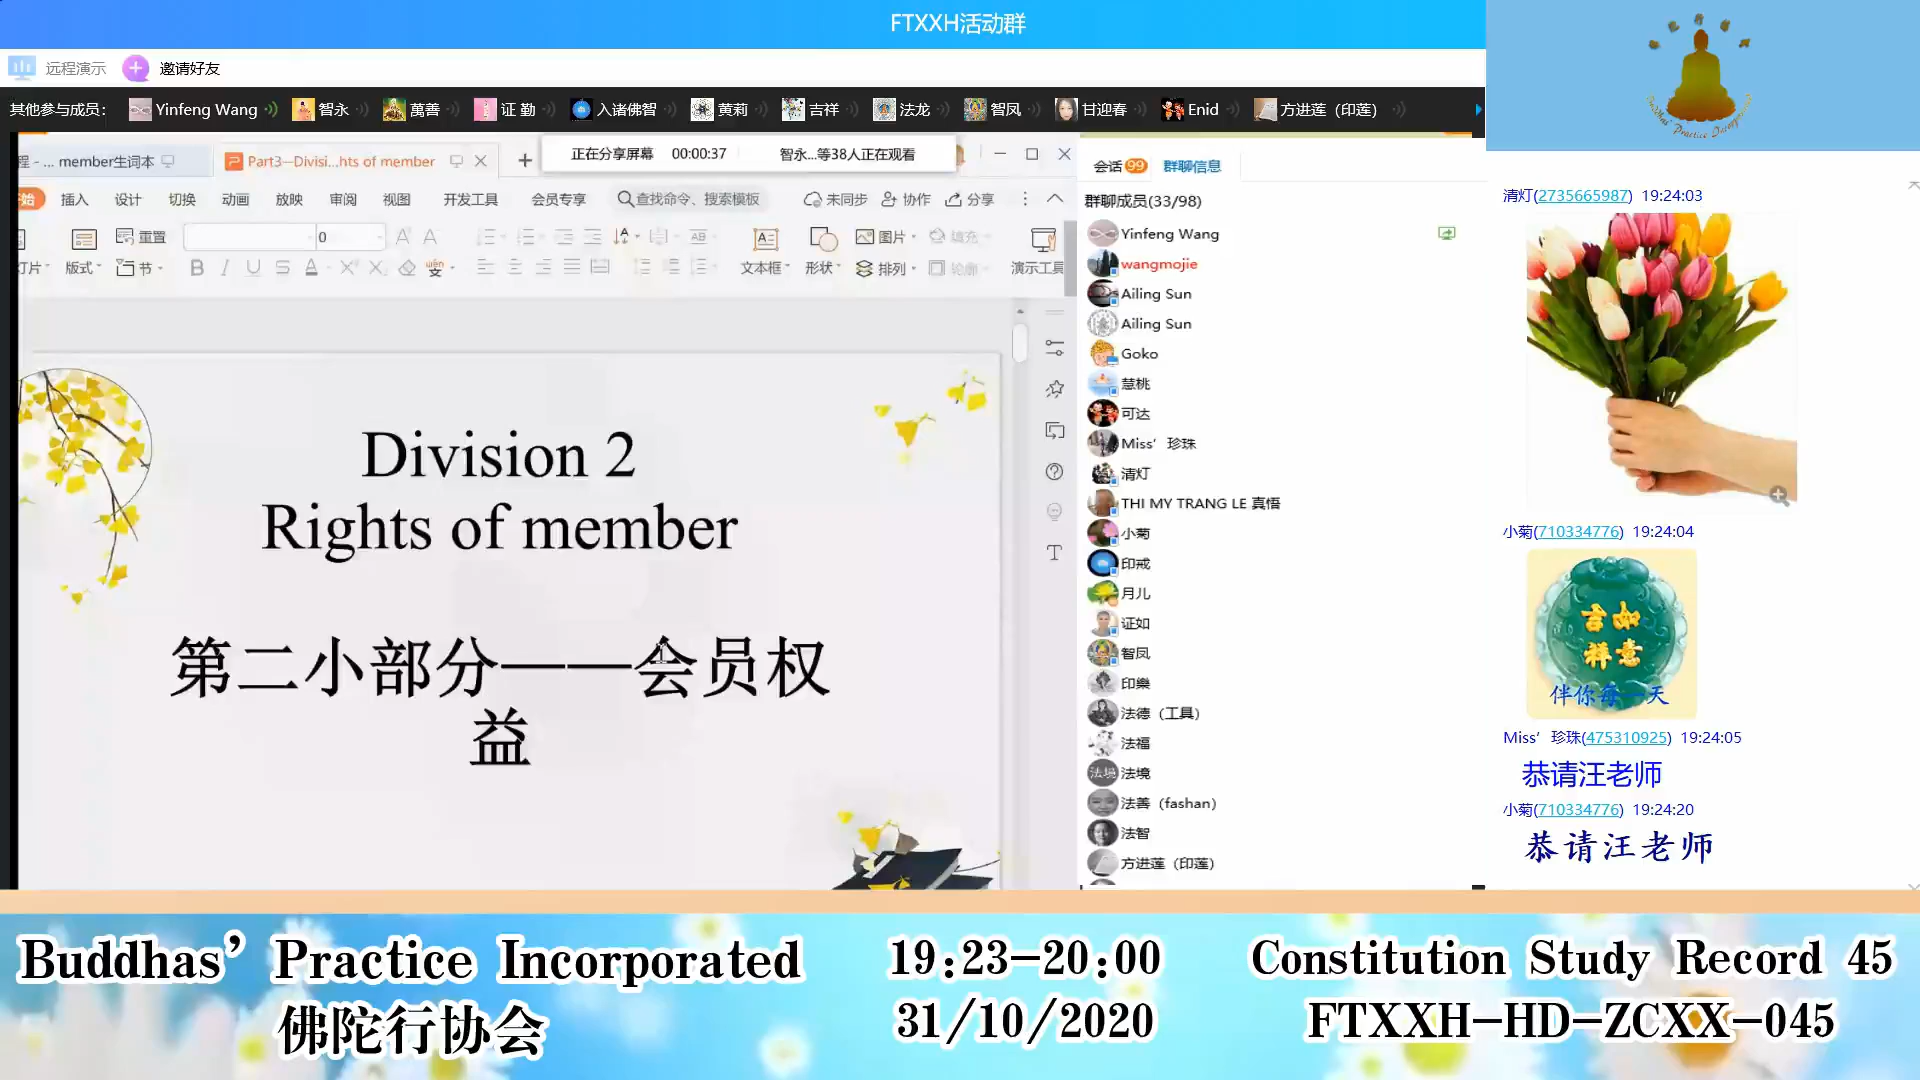 FTXXH活动群
远程演示
邀请好友
其他参与成员：
Yinfeng Wang
智永
萬善
证 勤
入诸佛智
黄莉
吉祥
法龙
智凤
甘迎春
Enid
方进莲（印莲）
程 - ... member生词本
Part3—Divisi...hts of member
正在分享屏幕 00:00:37 智永...等38人正在观看
插入 设计 切换 动画 放映 审阅 视图 开发工具 会员专享 查找命令、搜索模板 未同步 协作 分享
重置
0
图片
填充
版式
节
文本框
形状
排列
轮廓
演示工具
Division 2
Rights of member
第二小部分——会员权
益
会话 99 群聊信息
群聊成员(33/98)
Yinfeng Wang
wangmojie
Ailing Sun
Ailing Sun
Goko
慧桃
可达
Miss’ 珍珠
清灯
THI MY TRANG LE 真悟
小菊
印戒
月儿
证如
智凤
印樂
法德（工具）
法福
法境
法善（fashan）
法智
方进莲（印莲）
Buddhas' Practice Incorporated
清灯(2735665987) 19:24:03
小菊(710334776) 19:24:04
吉祥
如意
伴你每一天
Miss’ 珍珠(475310925) 19:24:05
恭请汪老师
小菊(710334776) 19:24:20
恭请汪老师
Buddhas’ Practice Incorporated
佛陀行协会
19:23—20:00
31/10/2020
Constitution Study Record 45
FTXXH—HD—ZCXX—045